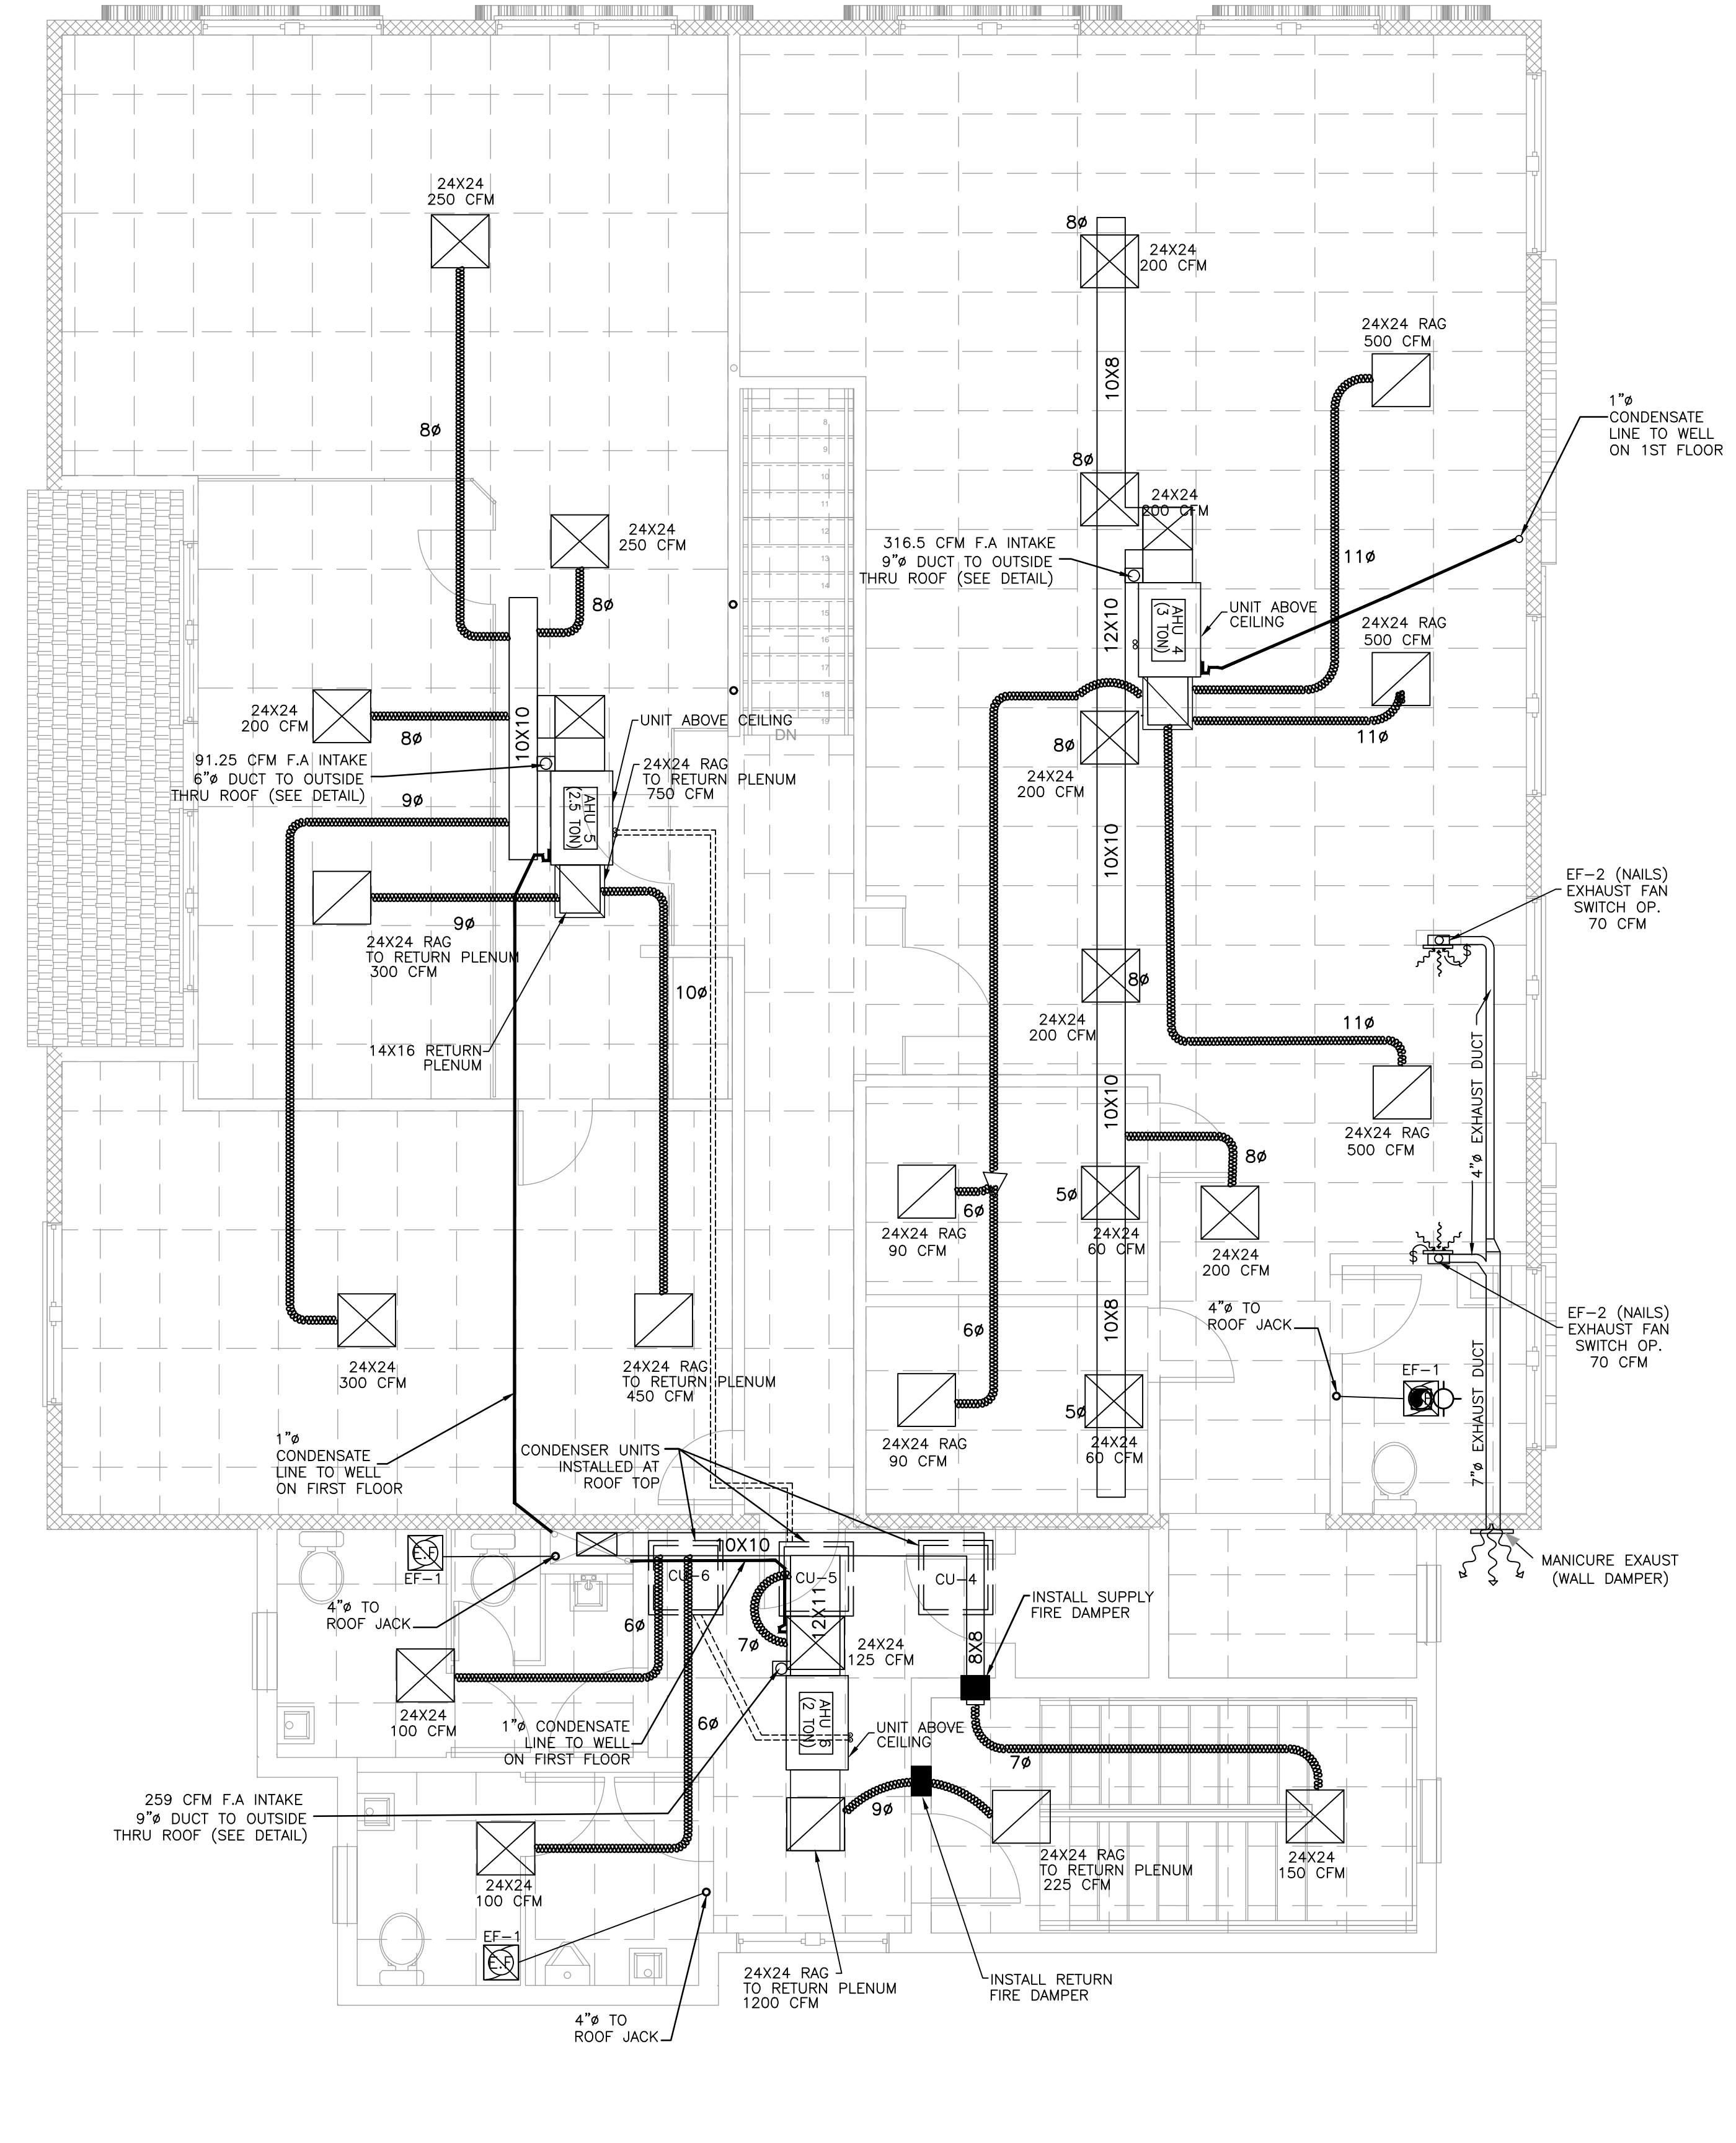 24X24
250 CFM
8ø
24X24
200 CFM
24X24 RAG
500 CFM
10X8
1"ø
CONDENSATE
LINE TO WELL
ON 1ST FLOOR
8ø
8ø
24X24
200 CFM
24X24
250 CFM
8ø
316.5 CFM F.A INTAKE
9"ø DUCT TO OUTSIDE
THRU ROOF (SEE DETAIL)
12X10
AHU 4
(3 TON)
UNIT ABOVE
CEILING
11ø
24X24 RAG
500 CFM
11ø
8
9
10
11
12
13
14
15
16
17
18
19
DN
24X24
200 CFM
8ø
10X10
UNIT ABOVE CEILING
91.25 CFM F.A INTAKE
6"ø DUCT TO OUTSIDE
THRU ROOF (SEE DETAIL)
24X24 RAG
TO RETURN PLENUM
750 CFM
AHU 5
(2.5 TON)
9ø
8ø
24X24
200 CFM
10X10
9ø
24X24 RAG
TO RETURN PLENUM
300 CFM
10ø
14X16 RETURN
PLENUM
EF-2 (NAILS)
EXHAUST FAN
SWITCH OP.
70 CFM
$
8ø
24X24
200 CFM
11ø
24X24 RAG
500 CFM
10X10
4"ø EXHAUST DUCT
8ø
24X24
200 CFM
24X24 RAG
90 CFM
6ø
5ø
24X24
60 CFM
10X8
$
4"ø TO
ROOF JACK
EF-2 (NAILS)
EXHAUST FAN
SWITCH OP.
70 CFM
7"ø EXHAUST DUCT
EF-1
24X24
300 CFM
24X24 RAG
TO RETURN PLENUM
450 CFM
6ø
24X24 RAG
90 CFM
5ø
24X24
60 CFM
1"ø
CONDENSATE
LINE TO WELL
ON FIRST FLOOR
CONDENSER UNITS
INSTALLED AT
ROOF TOP
10X10
CU-6
CU-5
CU-4
E.F
EF-1
4"ø TO
ROOF JACK
MANICURE EXAUST
(WALL DAMPER)
INSTALL SUPPLY
FIRE DAMPER
6ø
7ø
12X11
24X24
125 CFM
8X8
24X24
100 CFM
6ø
1"ø CONDENSATE
LINE TO WELL
ON FIRST FLOOR
AHU 6
(2 TON)
UNIT ABOVE
CEILING
7ø
259 CFM F.A INTAKE
9"ø DUCT TO OUTSIDE
THRU ROOF (SEE DETAIL)
9ø
24X24
100 CFM
24X24 RAG
TO RETURN PLENUM
225 CFM
24X24
150 CFM
EF-1
E.F
24X24 RAG
TO RETURN PLENUM
1200 CFM
INSTALL RETURN
FIRE DAMPER
4"ø TO
ROOF JACK